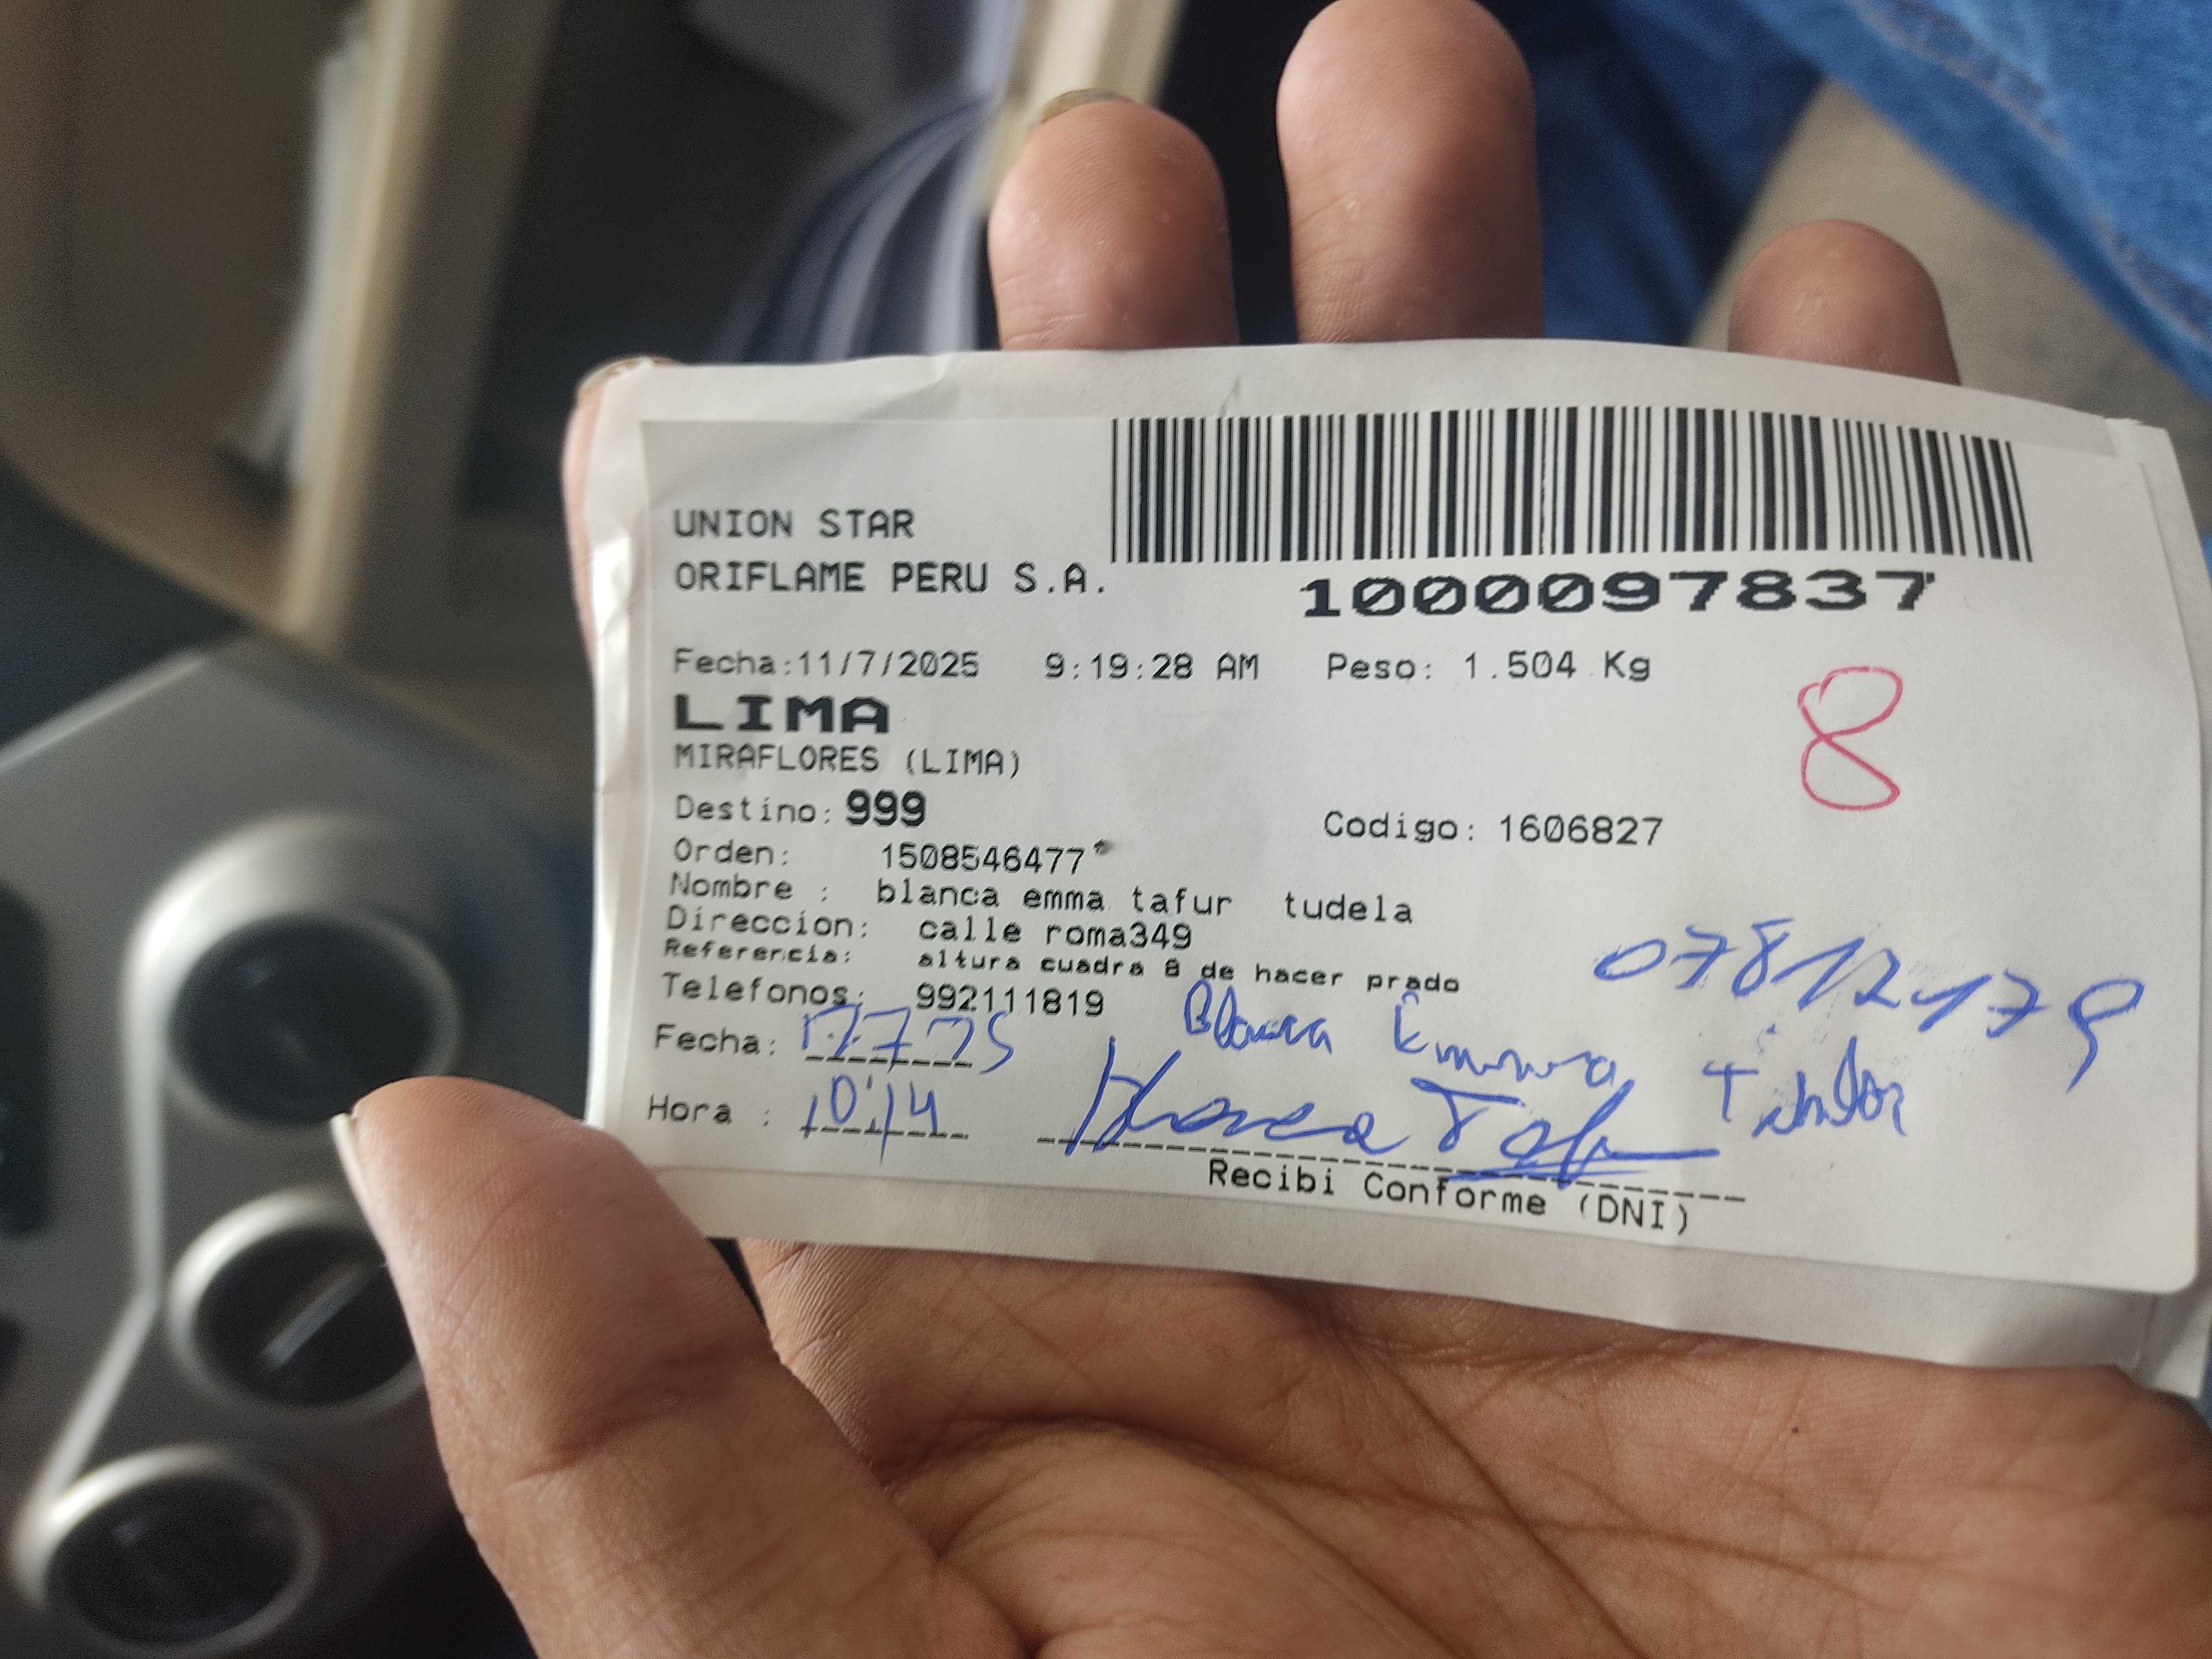 UNION STAR
ORIFLAME PERU S.A.
1000097837
Fecha:11/7/2025 9:19:28 AM Peso: 1.504 Kg
LIMA
8
MIRAFLORES (LIMA)
Destino: 999
Codigo: 1606827
Orden: 1508546477
Nombre : blanca emma tafur tudela
Direccion: calle roma349
Referencia: altura cuadra 8 de hacer prado
Telefonos: 992111819
Blanca Emma
Fecha:
Hora : 10:14
Recibi Conforme (DNI)